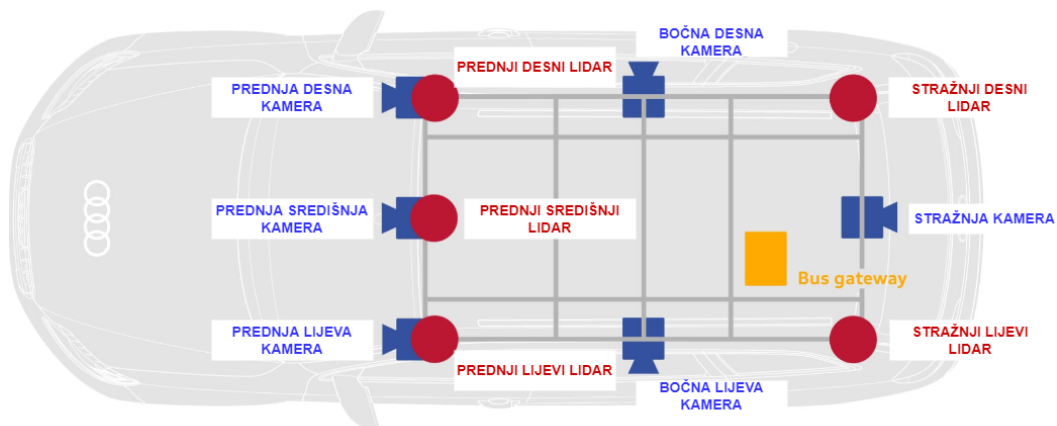 BOČNA DESNA
KAMERA
PREDNJI DESNI LIDAR
PREDNJA DESNA
KAMERA
STRAŽNJI DESNI
LIDAR
PREDNJA SREDIŠNJA
KAMERA
PREDNJI SREDIŠNJI
LIDAR
STRAŽNJA KAMERA
Bus gateway
PREDNJA LIJEVA
KAMERA
STRAŽNJI LIJEVI
LIDAR
PREDNJI LIJEVI LIDAR
BOČNA LIJEVA
KAMERA